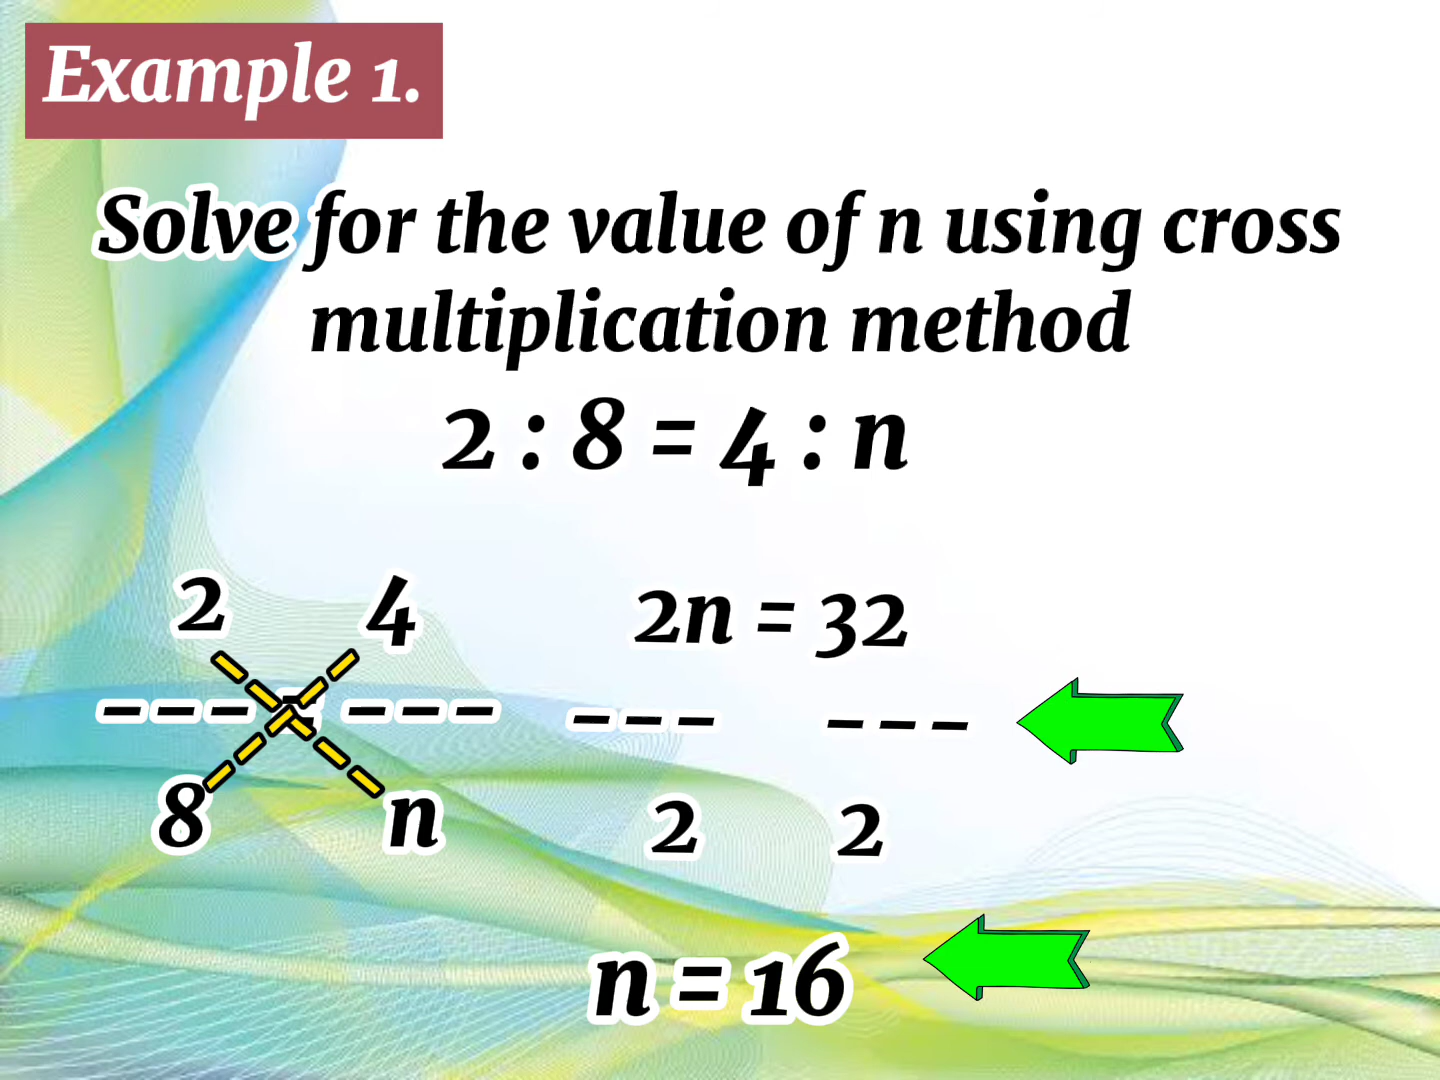 Example 1.
Solve for the value of n using cross
multiplication method
2 : 8 = 4 : n
2 4
--- = ---
8 n
2n = 32
--- ---
2 2
n = 16